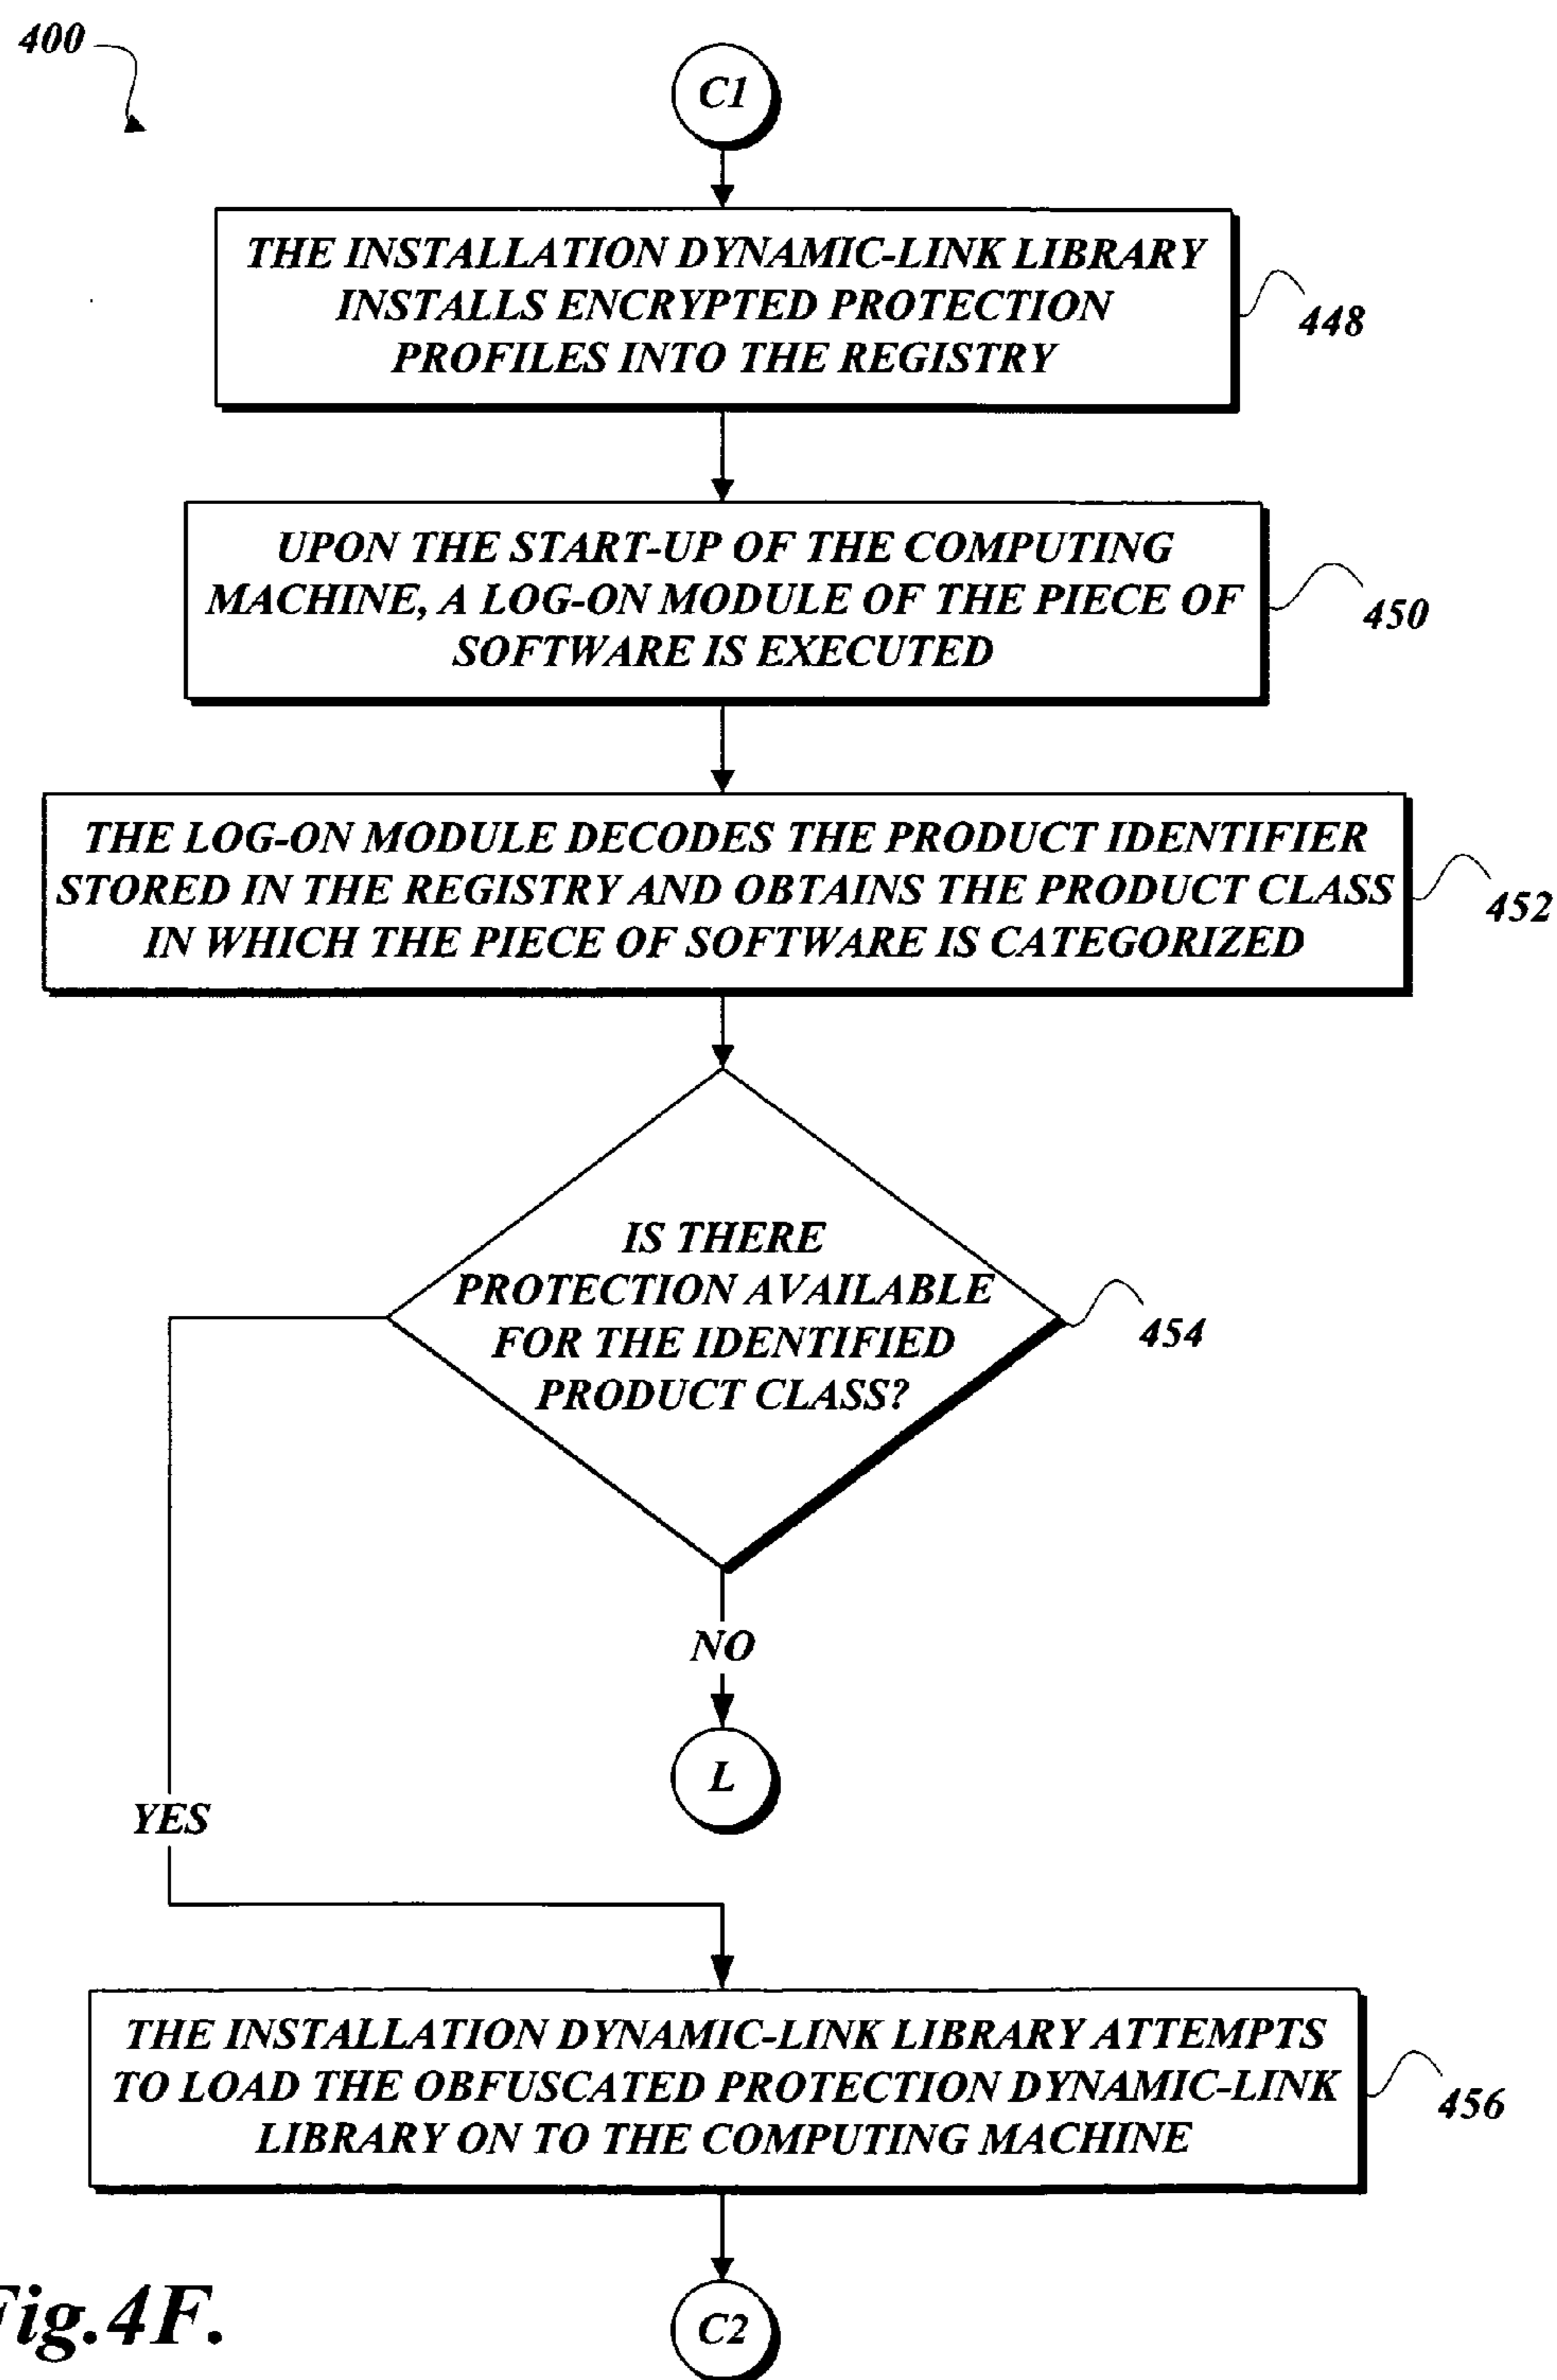 400
C1
THE INSTALLATION DYNAMIC-LINK LIBRARY
INSTALLS ENCRYPTED PROTECTION
PROFILES INTO THE REGISTRY
448
UPON THE START-UP OF THE COMPUTING
MACHINE, A LOG-ON MODULE OF THE PIECE OF
SOFTWARE IS EXECUTED
450
THE LOG-ON MODULE DECODES THE PRODUCT IDENTIFIER
STORED IN THE REGISTRY AND OBTAINS THE PRODUCT CLASS
IN WHICH THE PIECE OF SOFTWARE IS CATEGORIZED
452
IS THERE
PROTECTION AVAILABLE
FOR THE IDENTIFIED
PRODUCT CLASS?
454
NO
L
YES
THE INSTALLATION DYNAMIC-LINK LIBRARY ATTEMPTS
TO LOAD THE OBFUSCATED PROTECTION DYNAMIC-LINK
LIBRARY ON TO THE COMPUTING MACHINE
456
C2
Fig.4F.